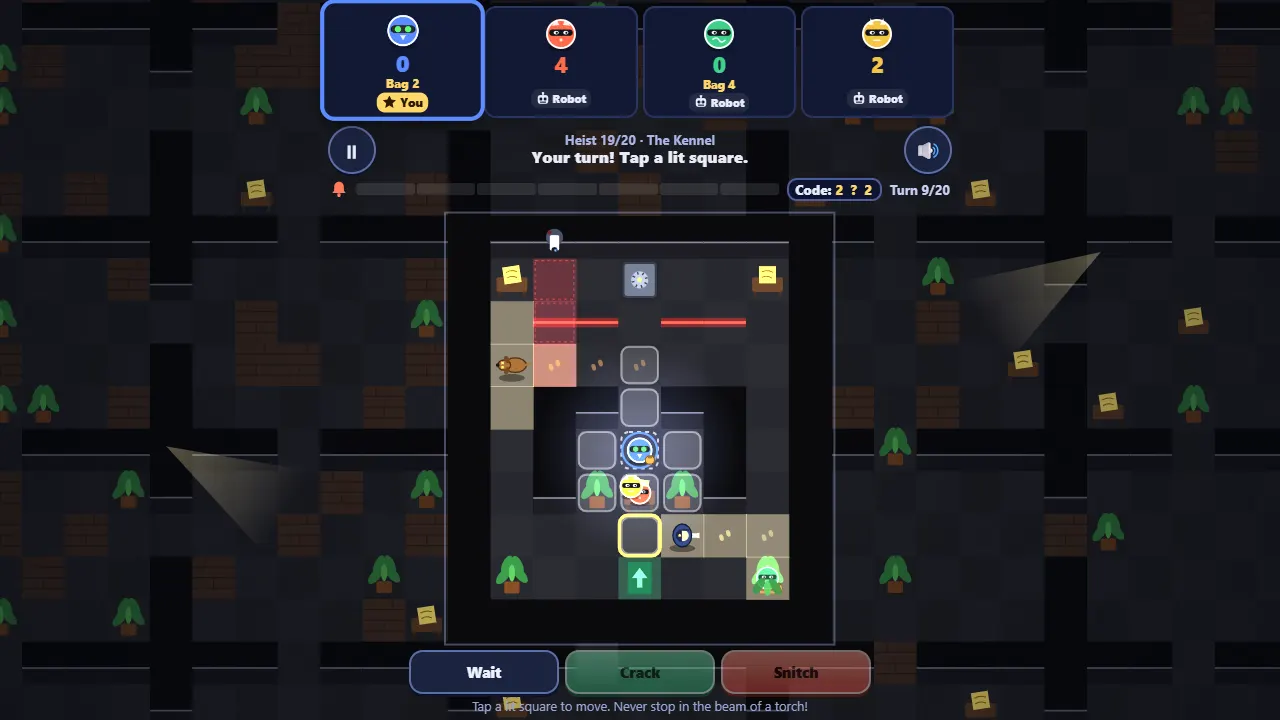 0
Bag 2
You
4
Robot
0
Bag 4
Robot
2
Robot
Heist 19/20 · The Kennel
Your turn! Tap a lit square.
Code: 2 ? 2
Turn 9/20
Wait
Crack
Snitch
Tap a lit square to move. Never stop in the beam of a torch!